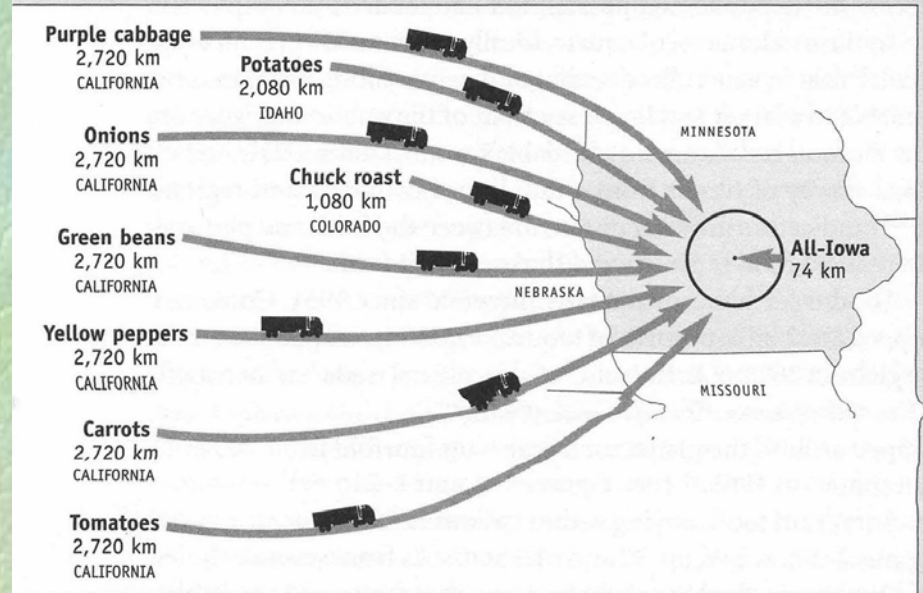 Purple cabbage
2,720 km
CALIFORNIA
Potatoes
2,080 km
IDAHO
Onions
2,720 km
CALIFORNIA
Chuck roast
1,080 km
COLORADO
Green beans
2,720 km
CALIFORNIA
Yellow peppers
2,720 km
CALIFORNIA
Carrots
2,720 km
CALIFORNIA
Tomatoes
2,720 km
CALIFORNIA
MINNESOTA
All-Iowa
74 km
NEBRASKA
MISSOURI